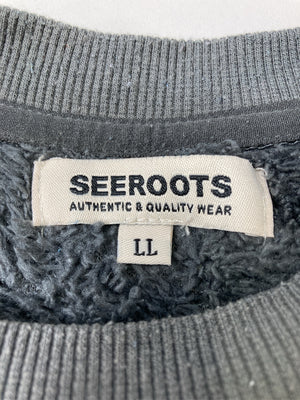 SEEROOTS
AUTHENTIC & QUALITY WEAR
LL